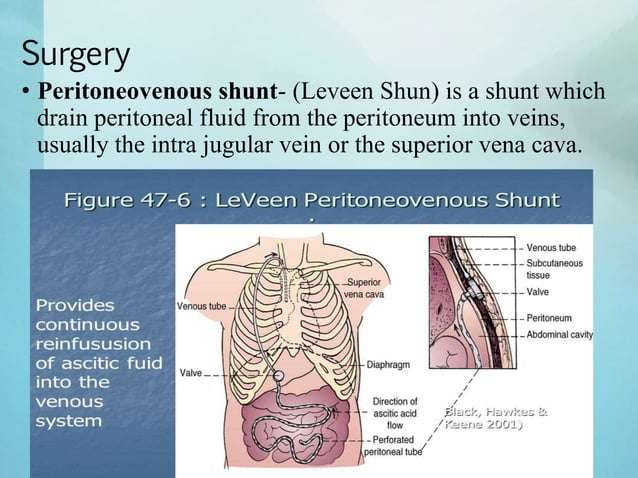 Surgery
• Peritoneovenous shunt- (Leveen Shun) is a shunt which
drain peritoneal fluid from the peritoneum into veins,
usually the intra jugular vein or the superior vena cava.
Figure 47-6 : LeVeen Peritoneovenous Shunt
Provides
continuous
reinfususion
of ascitic fuid
into the
venous
system
Venous tube
Superior
vena cava
Valve
Diaphragm
Direction of
ascitic acid
flow
Perforated
peritoneal tube
Venous tube
Subcutaneous
tissue
Valve
Peritoneum
Abdominal cavity
Black, Hawkes &
Keene 2001)